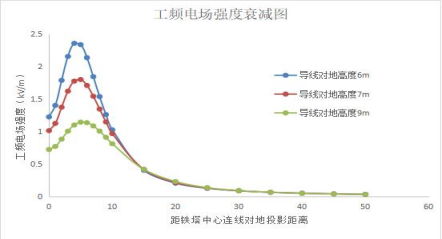 工频电场强度衰减图
2.5
2
1.5
1
0.5
0
工频电场强度（kv/m）
0 10 20 30 40 50 60
距铁塔中心连线对地投影距离
导线对地高度6m
导线对地高度7m
导线对地高度9m